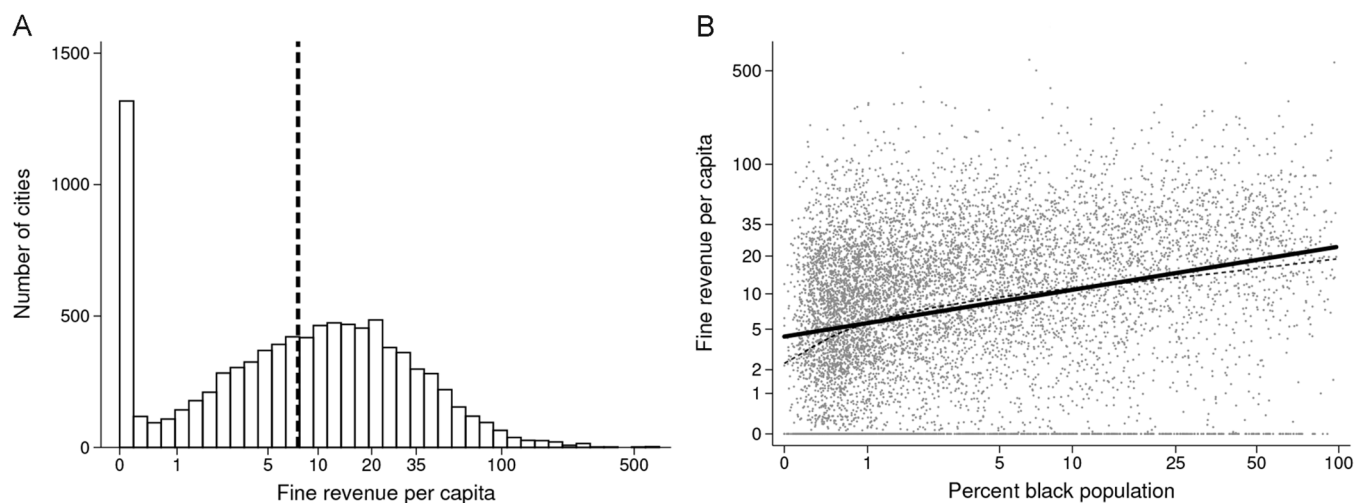 A
1500
1000
500
0
Number of cities
0 1 5 10 20 35 100 500
Fine revenue per capita
B
500
100
35
20
10
5
2
1
0
Fine revenue per capita
0 1 5 10 25 50 100
Percent black population